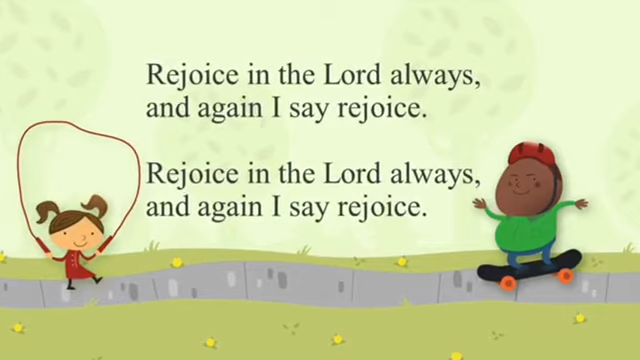 Rejoice in the Lord always,
and again I say rejoice.
Rejoice in the Lord always,
and again I say rejoice.